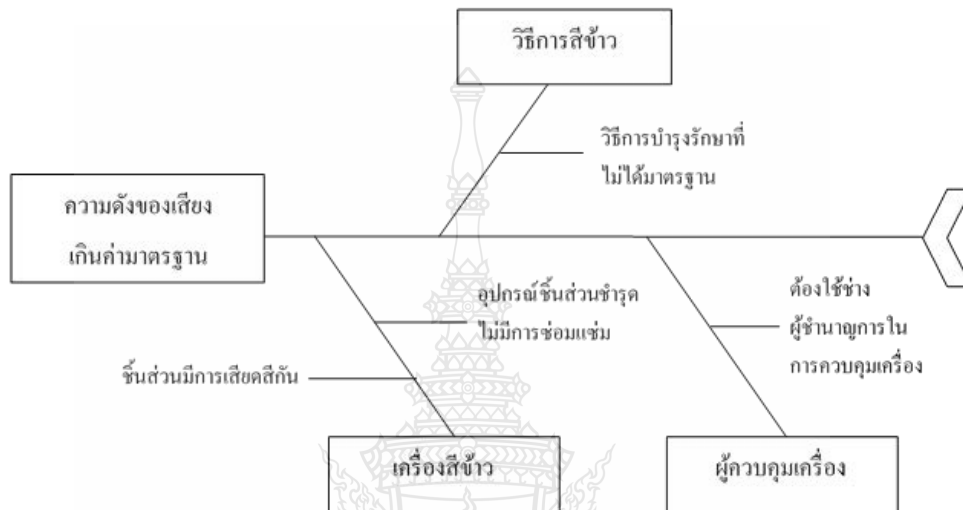 วิธีการสีข้าว
วิธีการบำรุงรักษาที่
ไม่ได้มาตรฐาน
ความดังของเสียง
เกินค่ามาตรฐาน
อุปกรณ์ชิ้นส่วนชำรุด
ไม่มีการซ่อมแซ่ม
ต้องใช้ช่าง
ผู้ชำนาญการใน
การควบคุมเครื่อง
ชิ้นส่วนมีการเสียดสีกัน
เครื่องสีข้าว
ผู้ควบคุมเครื่อง